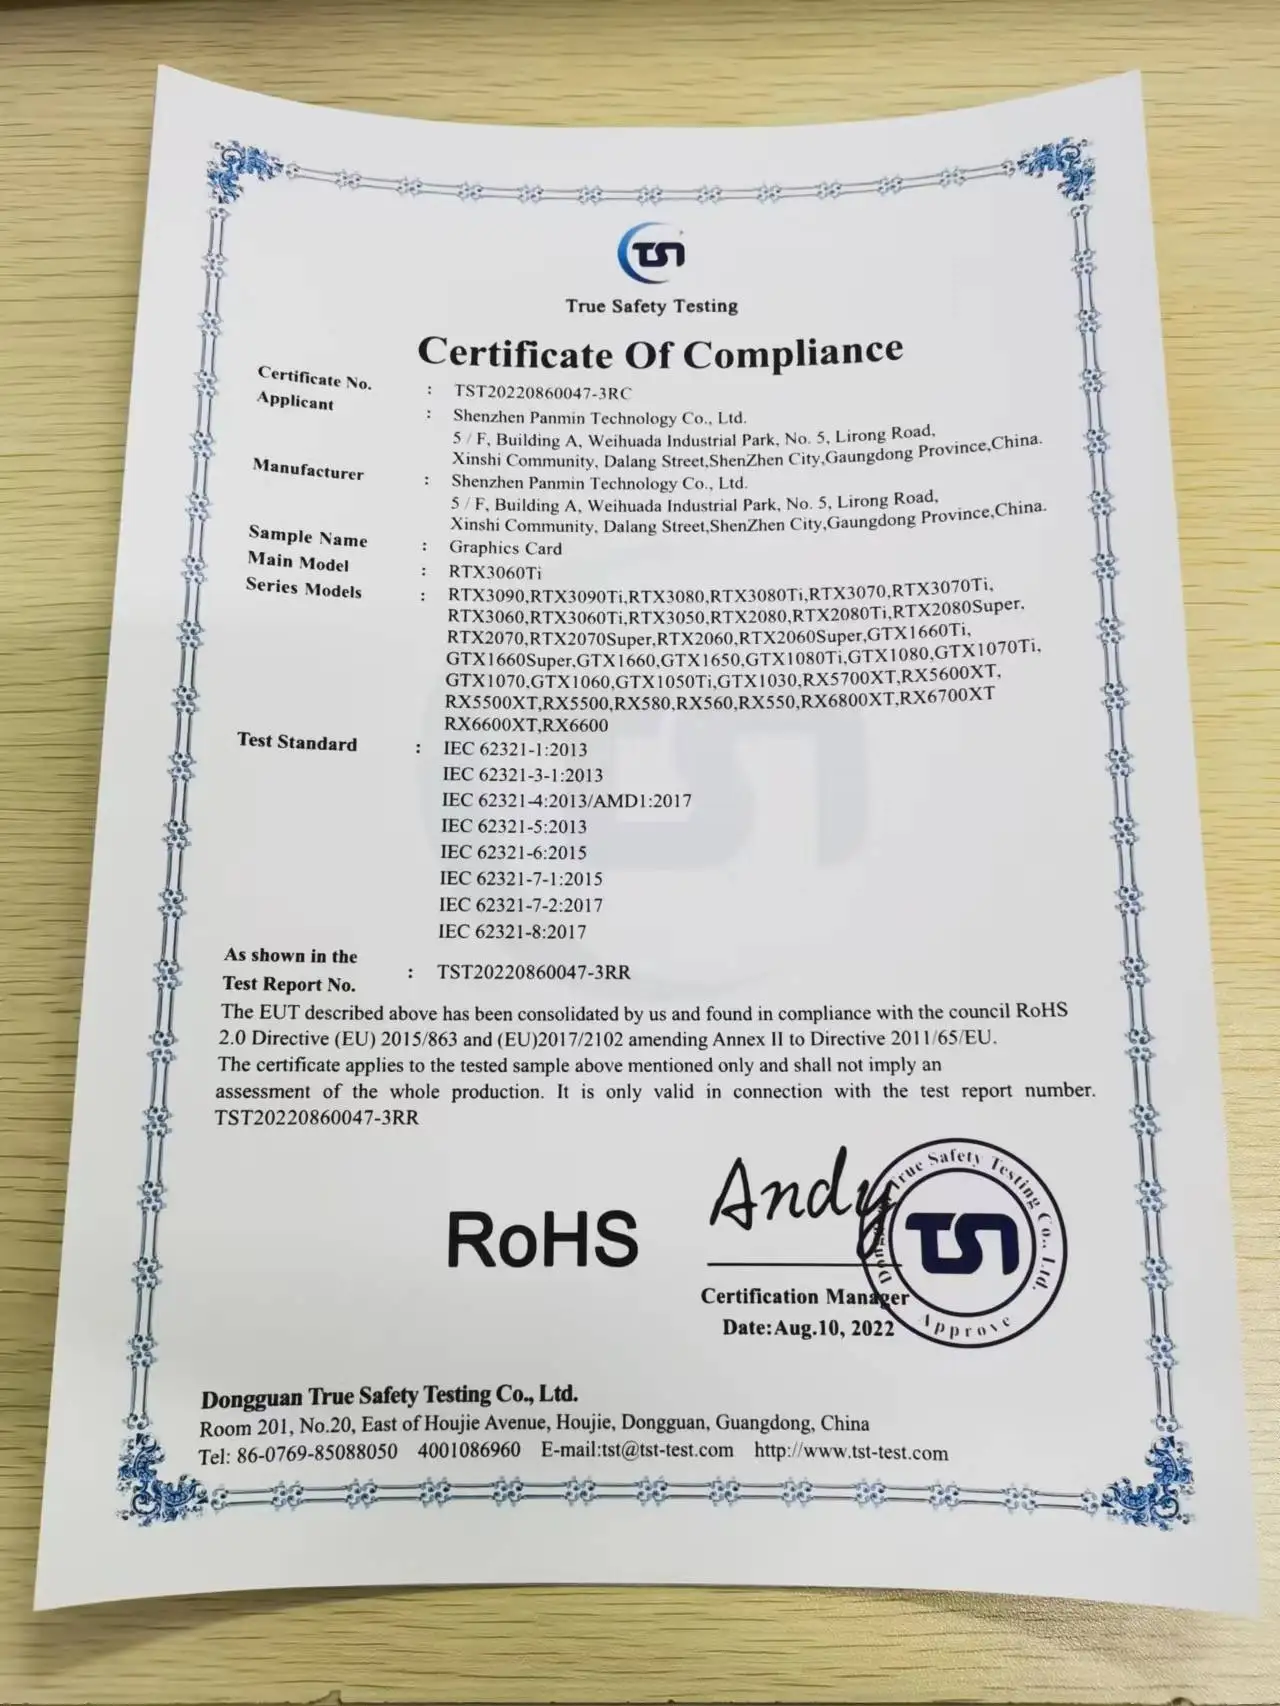 TST
True Safety Testing
Certificate Of Compliance
Certificate No. : TST20220860047-3RC
Applicant : Shenzhen Panmin Technology Co., Ltd.
5 / F, Building A, Weihuada Industrial Park, No. 5, Lirong Road,
Xinshi Community, Dalang Street,ShenZhen City,Gaungdong Province,China.
Manufacturer : Shenzhen Panmin Technology Co., Ltd.
5 / F, Building A, Weihuada Industrial Park, No. 5, Lirong Road,
Xinshi Community, Dalang Street,ShenZhen City,Gaungdong Province,China.
Sample Name : Graphics Card
Main Model : RTX3060Ti
Series Models : RTX3090,RTX3090Ti,RTX3080,RTX3080Ti,RTX3070,RTX3070Ti,
RTX3060,RTX3060Ti,RTX3050,RTX2080,RTX2080Ti,RTX2080Super,
RTX2070,RTX2070Super,RTX2060,RTX2060Super,GTX1660Ti,
GTX1660Super,GTX1660,GTX1650,GTX1080Ti,GTX1080,GTX1070Ti,
GTX1070,GTX1060,GTX1050Ti,GTX1030,RX5700XT,RX5600XT,
RX5500XT,RX5500,RX580,RX560,RX550,RX6800XT,RX6700XT
RX6600XT,RX6600
Test Standard : IEC 62321-1:2013
IEC 62321-3-1:2013
IEC 62321-4:2013/AMD1:2017
IEC 62321-5:2013
IEC 62321-6:2015
IEC 62321-7-1:2015
IEC 62321-7-2:2017
IEC 62321-8:2017
As shown in the
Test Report No. : TST20220860047-3RR
The EUT described above has been consolidated by us and found in compliance with the council RoHS
2.0 Directive (EU) 2015/863 and (EU)2017/2102 amending Annex II to Directive 2011/65/EU.
The certificate applies to the tested sample above mentioned only and shall not imply an
assessment of the whole production. It is only valid in connection with the test report number.
TST20220860047-3RR
RoHS
Andy
Dongguan True Safety Testing Co., Ltd.
TST
Approve
Certification Manager
Date:Aug.10, 2022
Dongguan True Safety Testing Co., Ltd.
Room 201, No.20, East of Houjie Avenue, Houjie, Dongguan, Guangdong, China
Tel: 86-0769-85088050 4001086960 E-mail:tst@tst-test.com http://www.tst-test.com